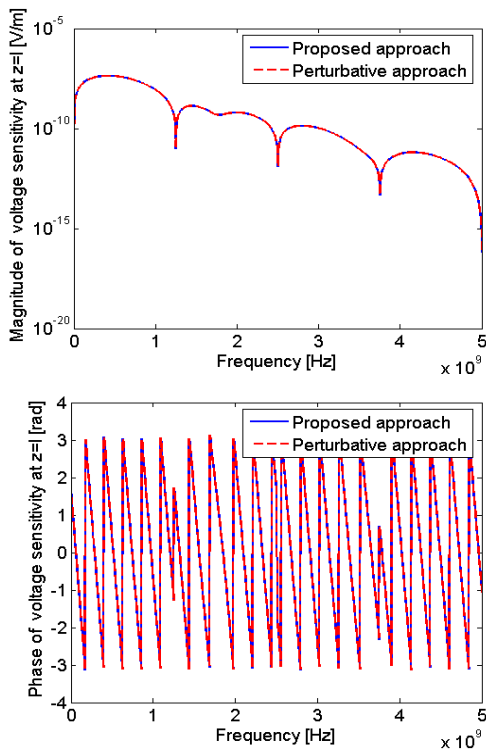 Magnitude of voltage sensitivity at z=l [V/m]
10^-5
10^-10
10^-15
10^-20
Proposed approach
Perturbative approach
0 1 2 3 4 5
Frequency [Hz]
x 10^9
Phase of voltage sensitivity at z=l [rad]
4
3
2
1
0
-1
-2
-3
-4
Proposed approach
Perturbative approach
0 1 2 3 4 5
Frequency [Hz]
x 10^9